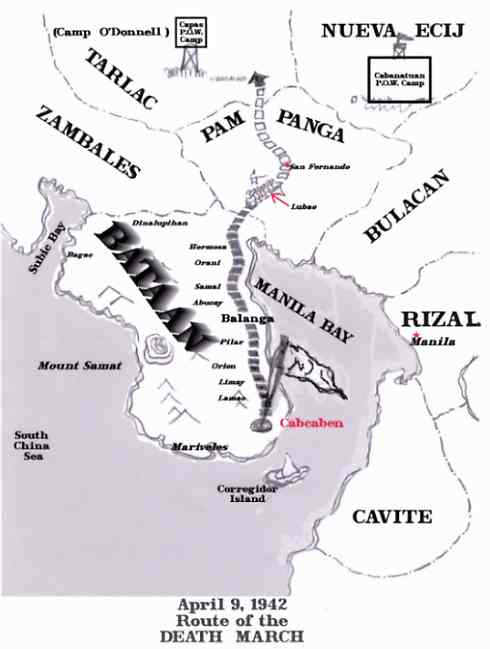 (Camp O'Donnell)
Capas
P.O.W.
Camp
NUEVA ECIJ
Cabanatuan
P.O.W. Camp
TARLAC
ZAMBALES
PAM PANGA
San Fernando
Lubao
BULACAN
Subic Bay
Dinalupihan
Bagac
BATAAN
Hermosa
Orani
Samal
Abucay
Balanga
Pilar
Orion
Limay
Lamao
MANILA BAY
RIZAL
Manila
Mount Samat
Cabcaben
South
China
Sea
Mariveles
Corregidor
Island
CAVITE
April 9, 1942
Route of the
DEATH MARCH